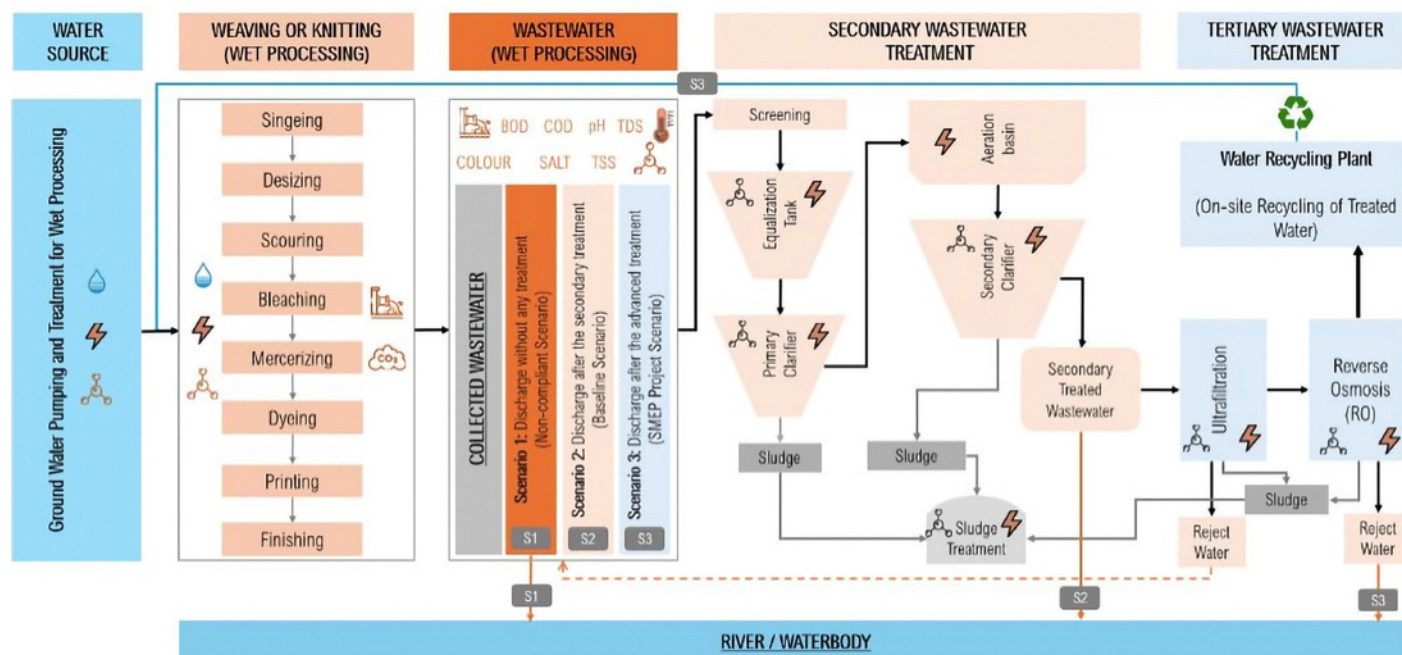 WATER
SOURCE
WEAVING OR KNITTING
(WET PROCESSING)
WASTEWATER
(WET PROCESSING)
SECONDARY WASTEWATER
TREATMENT
TERTIARY WASTEWATER
TREATMENT
S3
Ground Water Pumping and Treatment for Wet Processing
Singeing
Desizing
Scouring
Bleaching
Mercerizing
CO₂
Dyeing
Printing
Finishing
BOD COD pH TDS
COLOUR SALT TSS
COLLECTED WASTEWATER
Scenario 1: Discharge without any treatment
(Non-compliant Scenario)
S1
Scenario 2: Discharge after the secondary treatment
(Baseline Scenario)
S2
Scenario 3: Discharge after the advanced treatment
(SMEP Project Scenario)
S3
Screening
Equalization
Tank
Primary
Clarifier
Sludge
Aeration
basin
Secondary
Clarifier
Sludge
Sludge
Treatment
Secondary
Treated
Wastewater
Water Recycling Plant
(On-site Recycling of Treated
Water)
Ultrafiltration
Reverse
Osmosis
(RO)
Sludge
Reject
Water
Reject
Water
S1
S2
S3
RIVER / WATERBODY